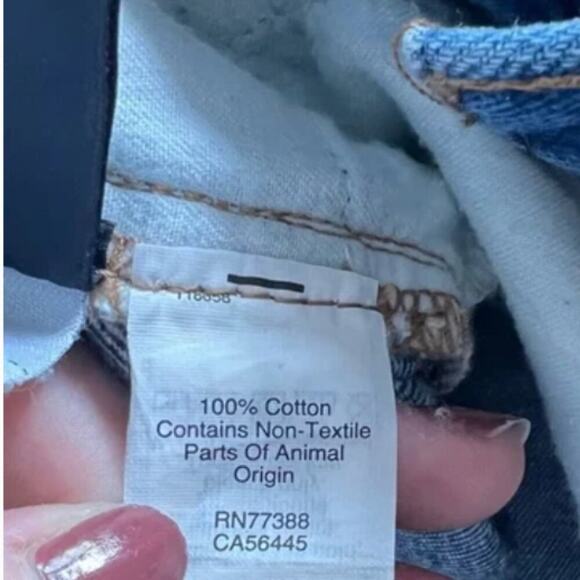 100% Cotton
Contains Non-Textile
Parts Of Animal
Origin
RN77388
CA56445